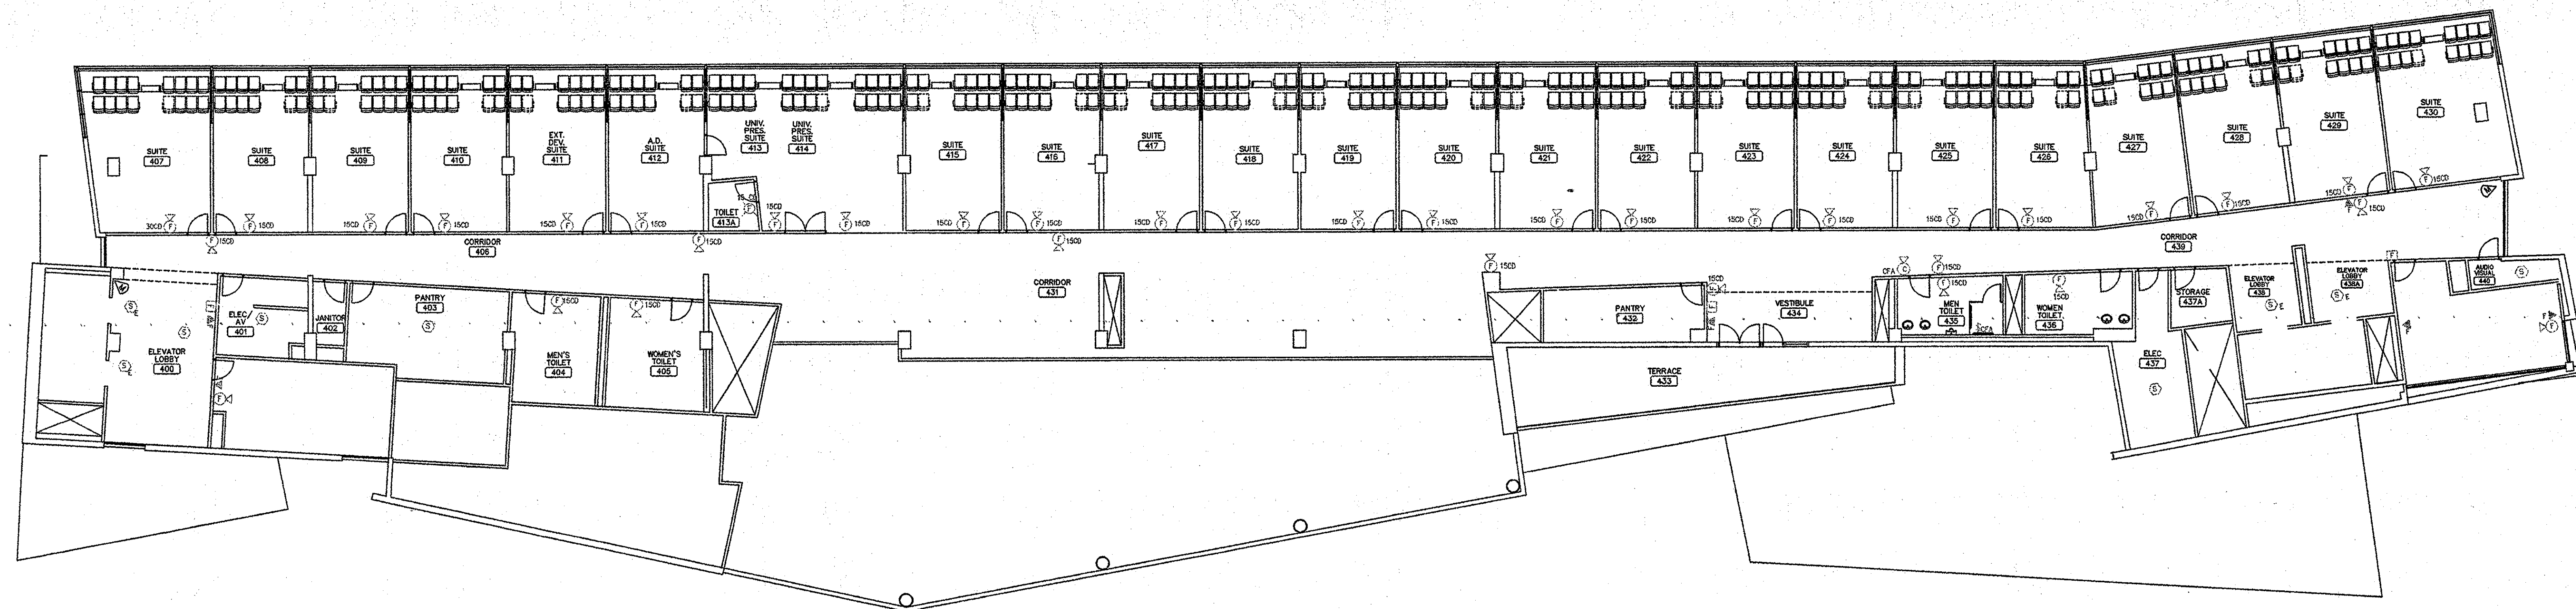 UNIV.
PRES.
SUITE
413
UNIV.
PRES.
SUITE
414
EXT.
DEV.
SUITE
411
A.D.
SUITE
412
SUITE
407
SUITE
408
SUITE
409
SUITE
410
SUITE
415
SUITE
416
SUITE
417
SUITE
418
SUITE
419
SUITE
420
SUITE
421
SUITE
422
SUITE
423
SUITE
424
SUITE
425
SUITE
426
SUITE
427
SUITE
428
SUITE
429
SUITE
430
TOILET
413A
15CD
30CD F
F 15CD
15CD F
F 15CD
15CD F
F 15CD
15CD
F
F 15CD
15CD F
F 15CD
15CD F
F 15CD
15CD F
F 15CD
15CD F
F 15CD
15CD F
F 15CD
15CD F
F 15CD
15CD F
F 15CD
15CD F
F 15CD
F 15CD
F 15CD
F 15CD
CORRIDOR
406
CORRIDOR
431
CORRIDOR
439
F 15CD
CFA C
F 15CD
15CD
ELEVATOR
LOBBY
400
S
E
S
S
E
ELEC/
AV
401
S
JANITOR
402
PANTRY
403
S
F 15CD
MEN'S
TOILET
404
F 15CD
WOMEN'S
TOILET
405
PANTRY
432
TERRACE
433
VESTIBULE
434
F 15CD
MEN
TOILET
435
CFA
F
15CD
WOMEN
TOILET
436
STORAGE
437A
ELEC
437
S
ELEVATOR
LOBBY
438
S E
ELEVATOR
LOBBY
438A
S E
AUDIO
VISUAL
440
S
F
F